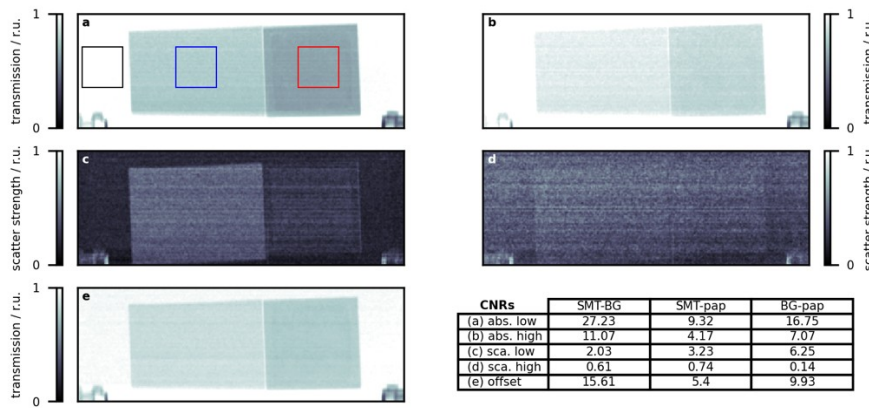 1
a
transmission / r.u.
0
b
1
transmission / r.u.
0
1
c
scatter strength / r.u.
0
d
1
scatter strength / r.u.
0
1
e
transmission / r.u.
0
CNRs SMT-BG SMT-pap BG-pap
(a) abs. low 27.23 9.32 16.75
(b) abs. high 11.07 4.17 7.07
(c) sca. low 2.03 3.23 6.25
(d) sca. high 0.61 0.74 0.14
(e) offset 15.61 5.4 9.93